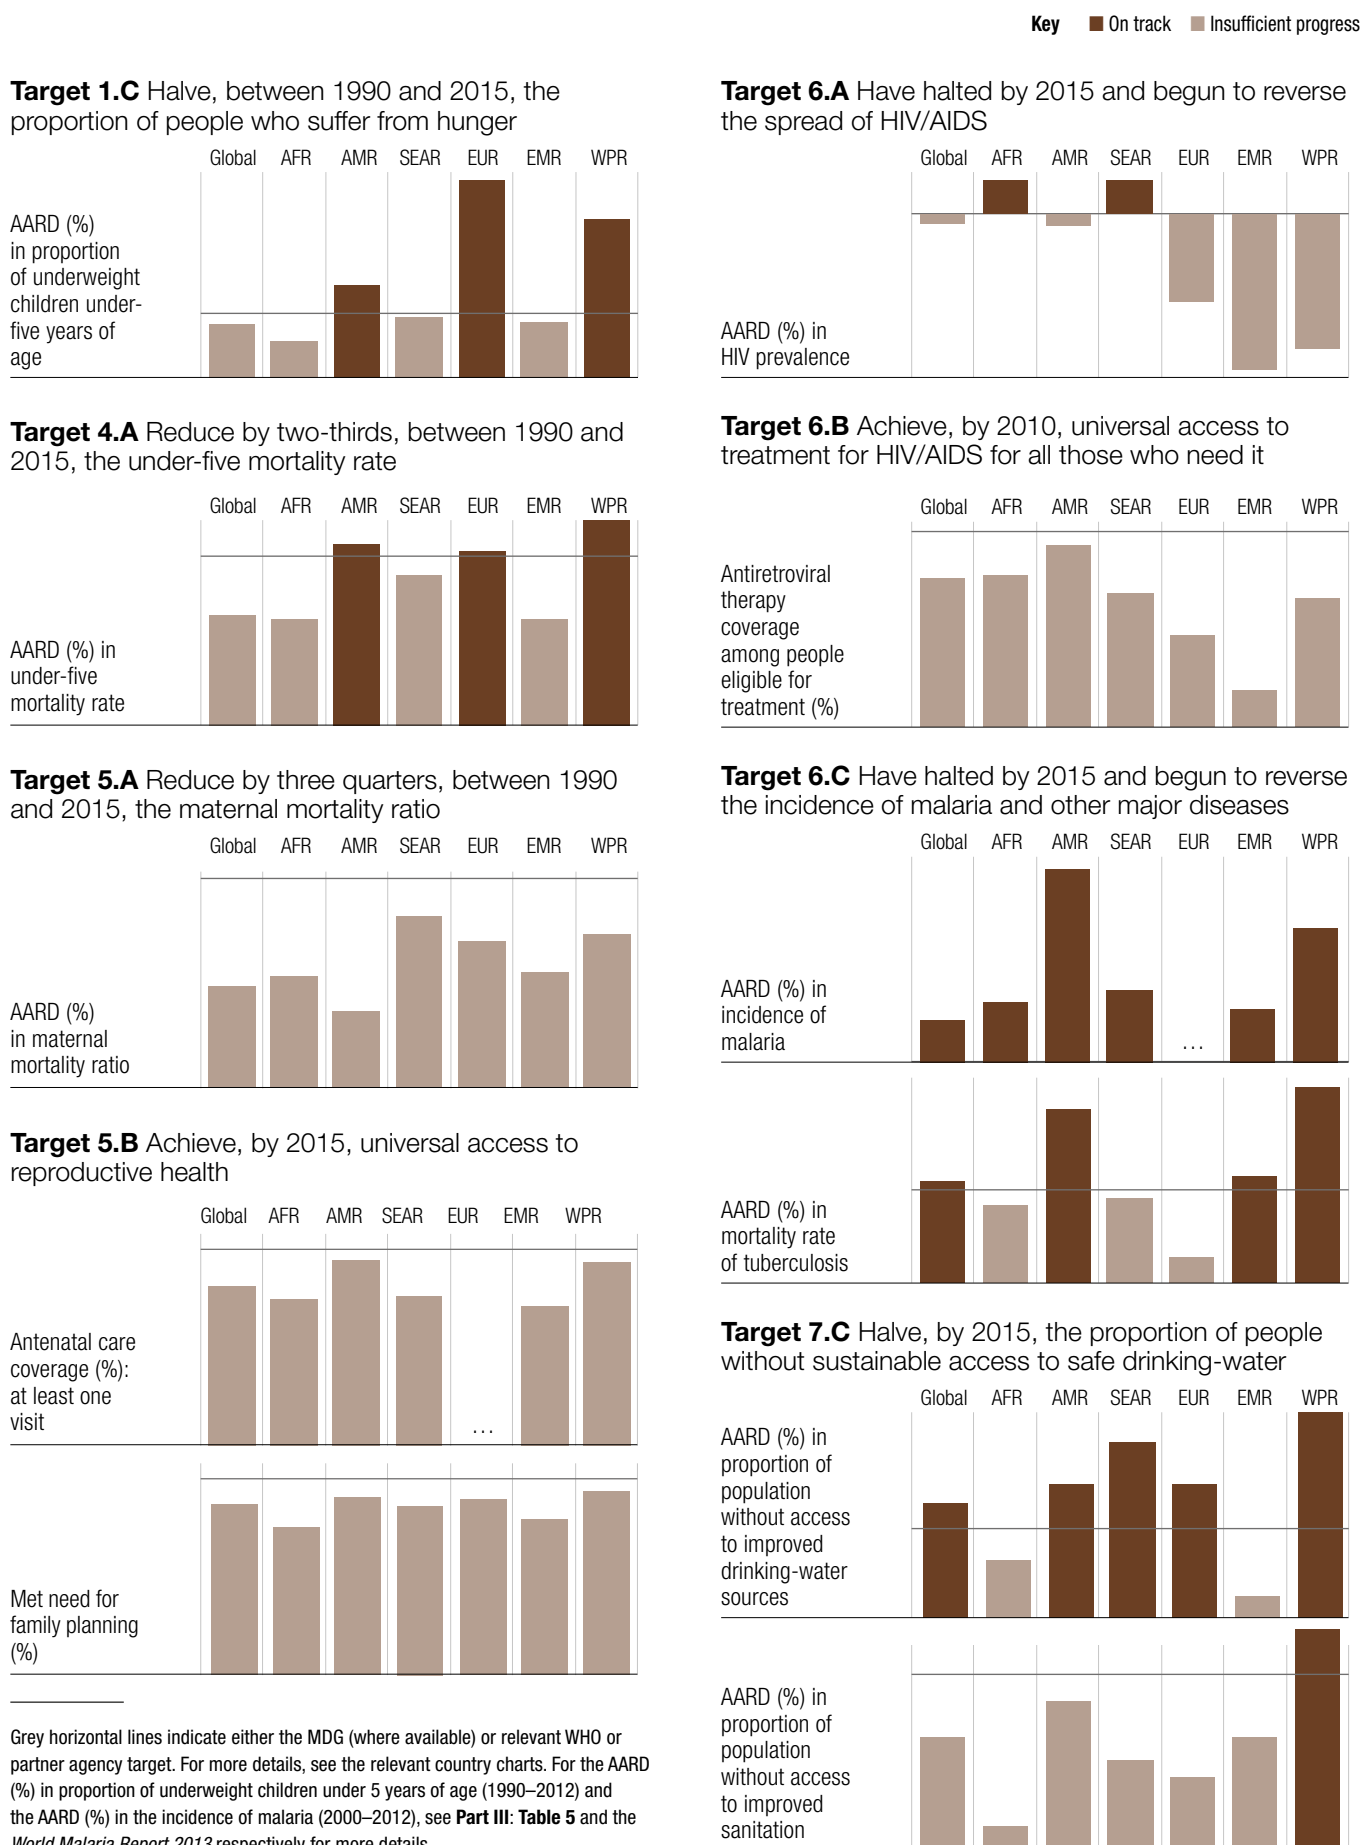 Key On track Insufficient progress
Target 1.C Halve, between 1990 and 2015, the
proportion of people who suffer from hunger
Global AFR AMR SEAR EUR EMR WPR
AARD (%)
in proportion
of underweight
children under-
five years of
age
Target 4.A Reduce by two-thirds, between 1990 and
2015, the under-five mortality rate
Global AFR AMR SEAR EUR EMR WPR
AARD (%) in
under-five
mortality rate
Target 5.A Reduce by three quarters, between 1990
and 2015, the maternal mortality ratio
Global AFR AMR SEAR EUR EMR WPR
AARD (%)
in maternal
mortality ratio
Target 5.B Achieve, by 2015, universal access to
reproductive health
Global AFR AMR SEAR EUR EMR WPR
Antenatal care
coverage (%):
at least one
visit
...
Met need for
family planning
(%)
Grey horizontal lines indicate either the MDG (where available) or relevant WHO or
partner agency target. For more details, see the relevant country charts. For the AARD
(%) in proportion of underweight children under 5 years of age (1990–2012) and
the AARD (%) in the incidence of malaria (2000–2012), see Part III: Table 5 and the
World Malaria Report 2013 respectively for more details.
Target 6.A Have halted by 2015 and begun to reverse
the spread of HIV/AIDS
Global AFR AMR SEAR EUR EMR WPR
AARD (%) in
HIV prevalence
Target 6.B Achieve, by 2010, universal access to
treatment for HIV/AIDS for all those who need it
Global AFR AMR SEAR EUR EMR WPR
Antiretroviral
therapy
coverage
among people
eligible for
treatment (%)
Target 6.C Have halted by 2015 and begun to reverse
the incidence of malaria and other major diseases
Global AFR AMR SEAR EUR EMR WPR
AARD (%) in
incidence of
malaria
...
AARD (%) in
mortality rate
of tuberculosis
Target 7.C Halve, by 2015, the proportion of people
without sustainable access to safe drinking-water
Global AFR AMR SEAR EUR EMR WPR
AARD (%) in
proportion of
population
without access
to improved
drinking-water
sources
AARD (%) in
proportion of
population
without access
to improved
sanitation